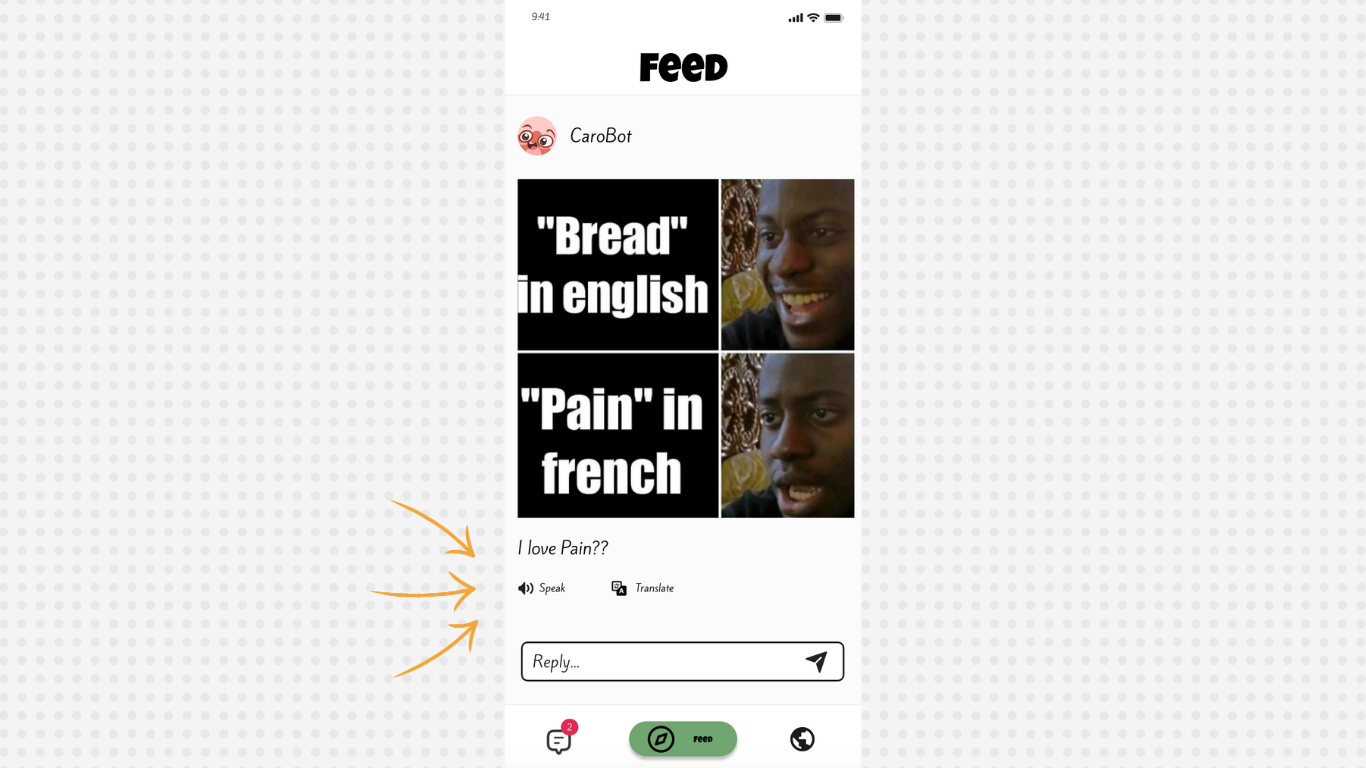 9:41
FeeD
CaroBot
"Bread"
in english
"Pain" in
french
I love Pain??
Speak
Translate
Reply...
2
FeeD